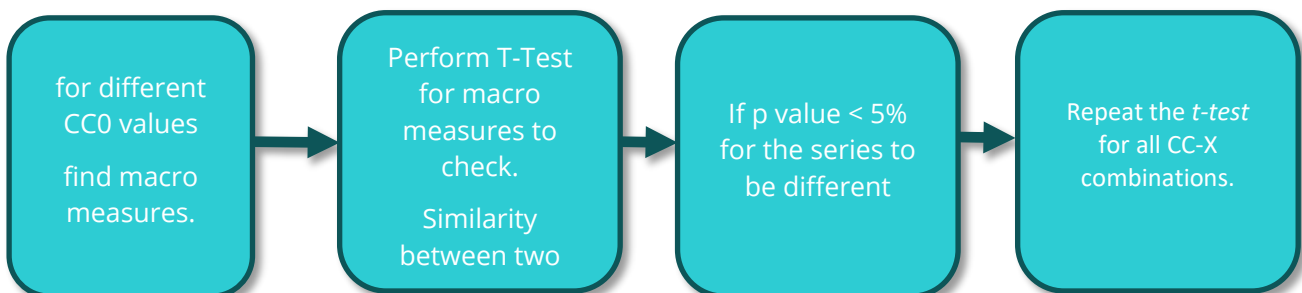 for different
CC0 values
find macro
measures.
Perform T-Test
for macro
measures to
check.
Similarity
between two
If p value < 5%
for the series to
be different
Repeat the t-test
for all CC-X
combinations.